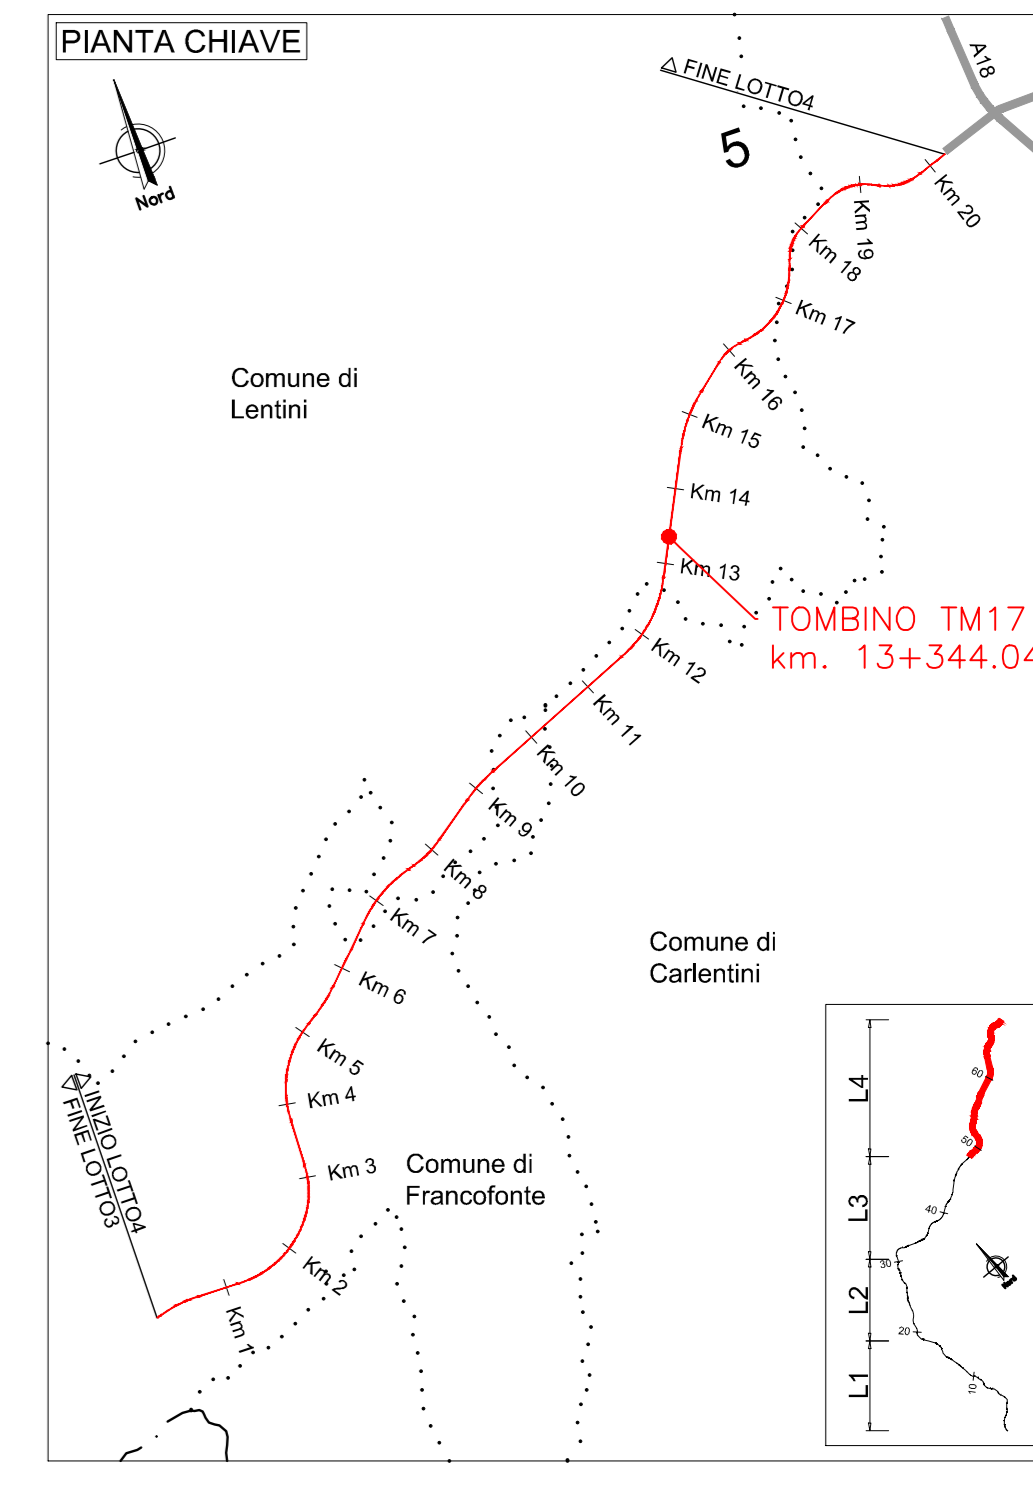 PIANTA CHIAVE
Nord
FINE LOTTO4
A18
5
Km 20
Km 19
Km 18
Km 17
Km 16
Km 15
Km 14
Km 13
Comune di
Lentini
TOMBINO TM17
km. 13+344.04
Km 12
Km 11
Km 10
Km 9
Km 8
Km 7
Km 6
Km 5
Km 4
Km 3
Km 2
Km 1
Comune di
Carlentini
Comune di
Francofonte
INIZIO LOTTO4
FINE LOTTO3
L4
L3
L2
L1
60
50
40
30
20
10